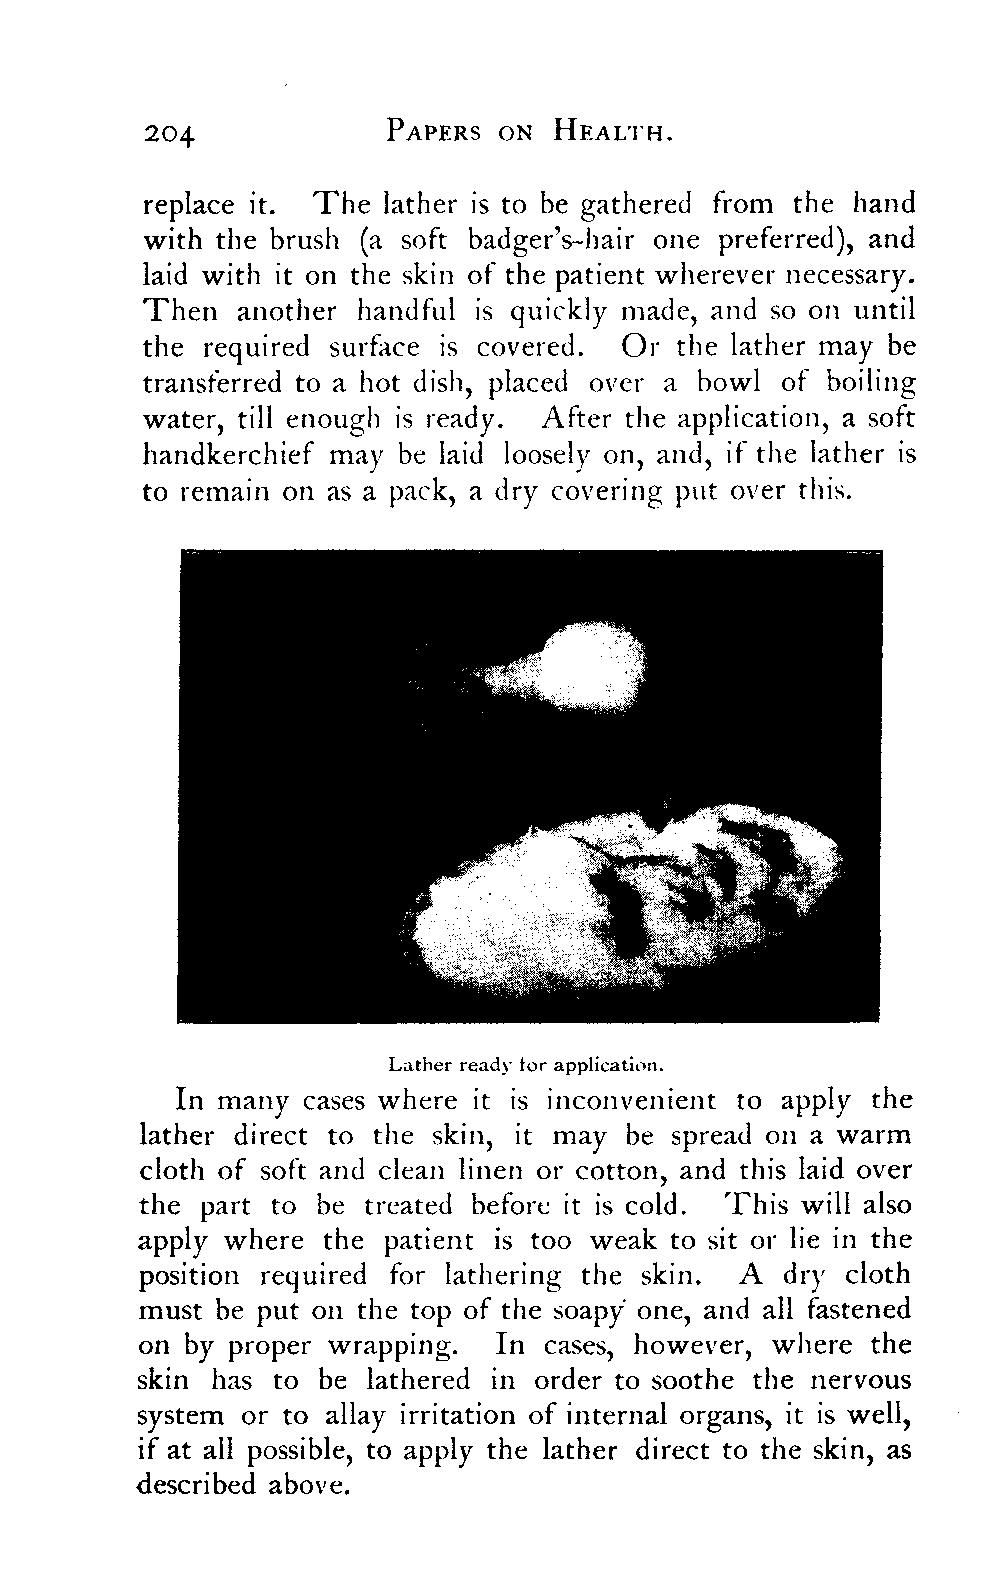 204 PAPERS ON HEALTH.
replace it. The lather is to be gathered from the hand
with the brush (a soft badger's-hair one preferred), and
laid with it on the skin of the patient wherever necessary.
Then another handful is quickly made, and so on until
the required surface is covered. Or the lather may be
transferred to a hot dish, placed over a bowl of boiling
water, till enough is ready. After the application, a soft
handkerchief may be laid loosely on, and, if the lather is
to remain on as a pack, a dry covering put over this.
Lather ready for application.
In many cases where it is inconvenient to apply the
lather direct to the skin, it may be spread on a warm
cloth of soft and clean linen or cotton, and this laid over
the part to be treated before it is cold. This will also
apply where the patient is too weak to sit or lie in the
position required for lathering the skin. A dry cloth
must be put on the top of the soapy one, and all fastened
on by proper wrapping. In cases, however, where the
skin has to be lathered in order to soothe the nervous
system or to allay irritation of internal organs, it is well,
if at all possible, to apply the lather direct to the skin, as
described above.